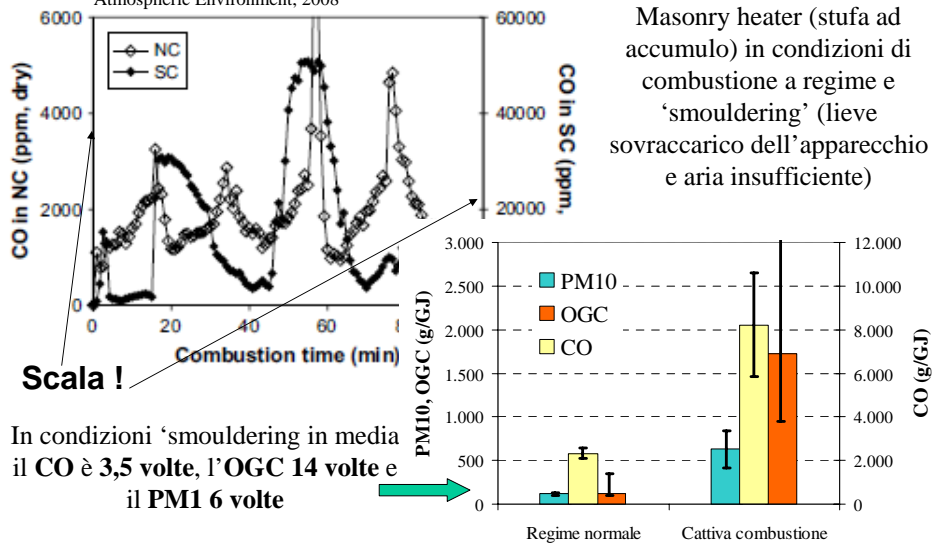 Atmospheric Environment, 2008
Masonry heater (stufa ad
accumulo) in condizioni di
combustione a regime e
‘smouldering’ (lieve
sovraccarico dell’apparecchio
e aria insufficiente)
CO in NC (ppm, dry)
6000
4000
2000
0
NC
SC
60000
40000
20000
CO in SC (ppm,
0
20
40
60
8
Combustion time (min)
Scala !
In condizioni ‘smouldering in media
il CO è 3,5 volte, l’OGC 14 volte e
il PM1 6 volte
PM10, OGC (g/GJ)
3.000
2.500
2.000
1.500
1.000
500
0
PM10
OGC
CO
12.000
10.000
8.000
6.000
4.000
2.000
0
CO (g/GJ)
Regime normale
Cattiva combustione